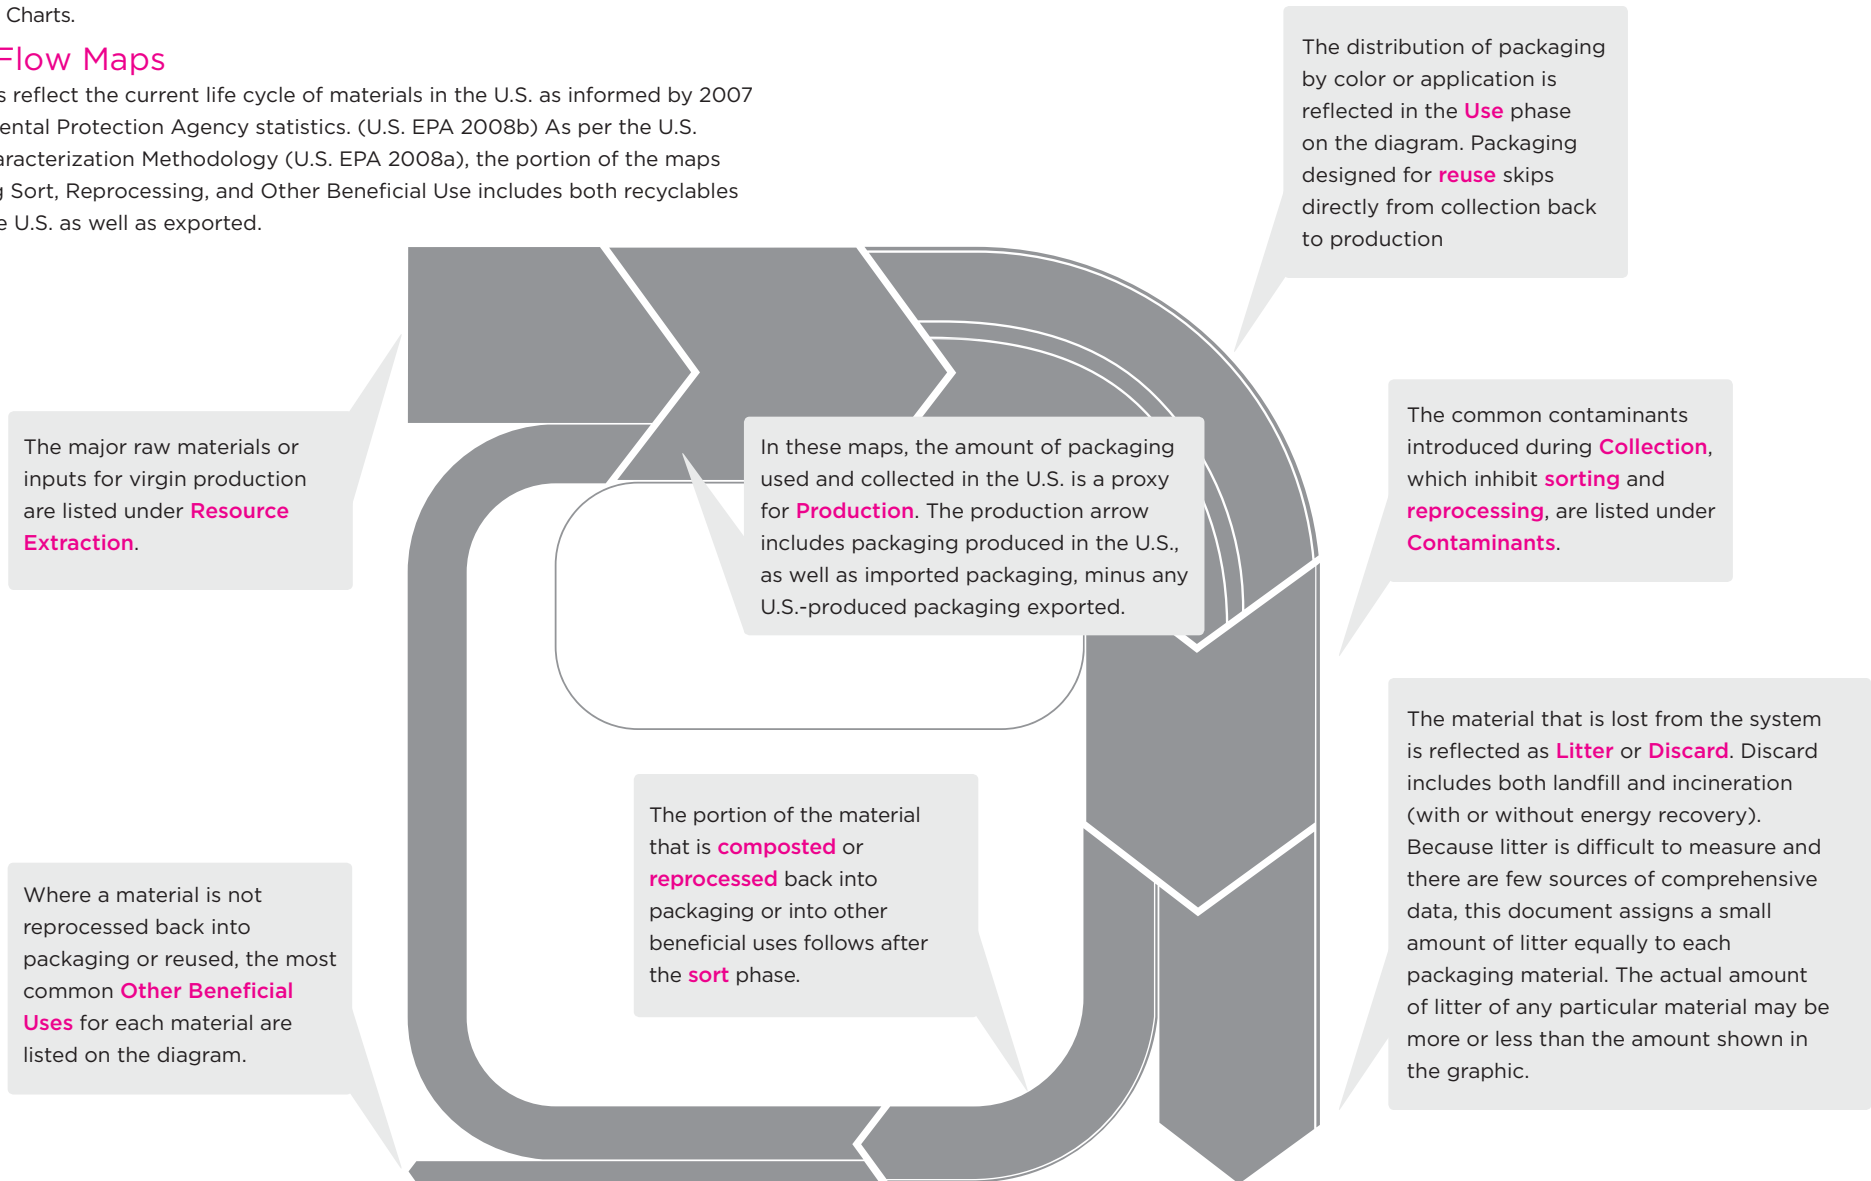 Charts.
Flow Maps
s reflect the current life cycle of materials in the U.S. as informed by 2007
ental Protection Agency statistics. (U.S. EPA 2008b) As per the U.S.
aracterization Methodology (U.S. EPA 2008a), the portion of the maps
g Sort, Reprocessing, and Other Beneficial Use includes both recyclables
e U.S. as well as exported.
The distribution of packaging
by color or application is
reflected in the Use phase
on the diagram. Packaging
designed for reuse skips
directly from collection back
to production
The major raw materials or
inputs for virgin production
are listed under Resource
Extraction.
In these maps, the amount of packaging
used and collected in the U.S. is a proxy
for Production. The production arrow
includes packaging produced in the U.S.,
as well as imported packaging, minus any
U.S.-produced packaging exported.
The common contaminants
introduced during Collection,
which inhibit sorting and
reprocessing, are listed under
Contaminants.
The material that is lost from the system
is reflected as Litter or Discard. Discard
includes both landfill and incineration
(with or without energy recovery).
Because litter is difficult to measure and
there are few sources of comprehensive
data, this document assigns a small
amount of litter equally to each
packaging material. The actual amount
of litter of any particular material may be
more or less than the amount shown in
the graphic.
The portion of the material
that is composted or
reprocessed back into
packaging or into other
beneficial uses follows after
the sort phase.
Where a material is not
reprocessed back into
packaging or reused, the most
common Other Beneficial
Uses for each material are
listed on the diagram.